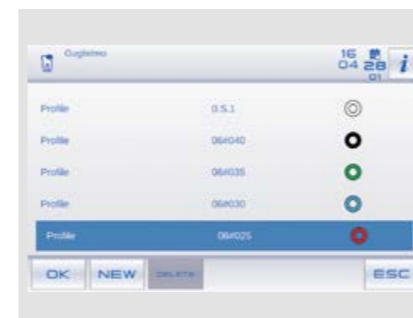 Guglielmo
16 04 28 01 i
Profile 0.S.1
Profile 06#040
Profile 06#035
Profile 06#030
Profile 06#025
OK NEW DELETE ESC